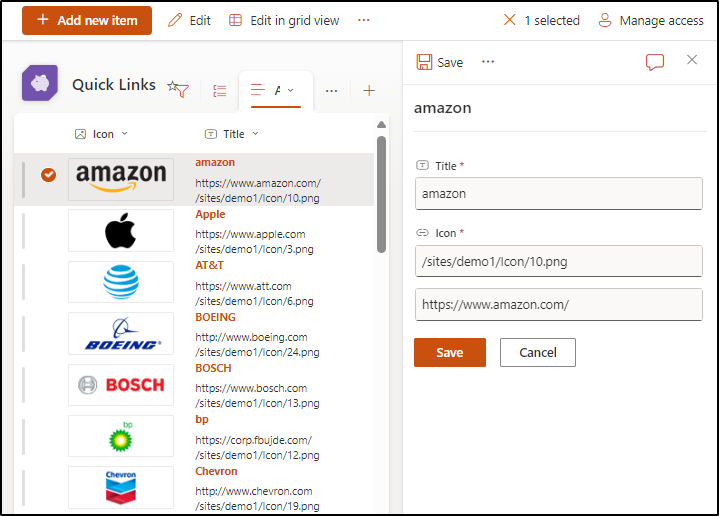 Add new item
Edit
Edit in grid view
1 selected
Manage access
Quick Links
A
Save
amazon
Icon
Title
amazon
amazon
https://www.amazon.com/
/sites/demo1/Icon/10.png
Apple
https://www.apple.com
/sites/demo1/Icon/3.png
AT&T
https://www.att.com
/sites/demo1/Icon/6.png
BOEING
BOEING
http://www.boeing.com
/sites/demo1/Icon/24.png
BOSCH
BOSCH
https://www.bosch.com
/sites/demo1/Icon/13.png
bp
bp
https://corp.fbujde.com/
/sites/demo1/Icon/12.png
Chevron
Chevron
http://www.chevron.com
/sites/demo1/Icon/19.png
Title *
amazon
Icon *
/sites/demo1/Icon/10.png
https://www.amazon.com/
Save
Cancel